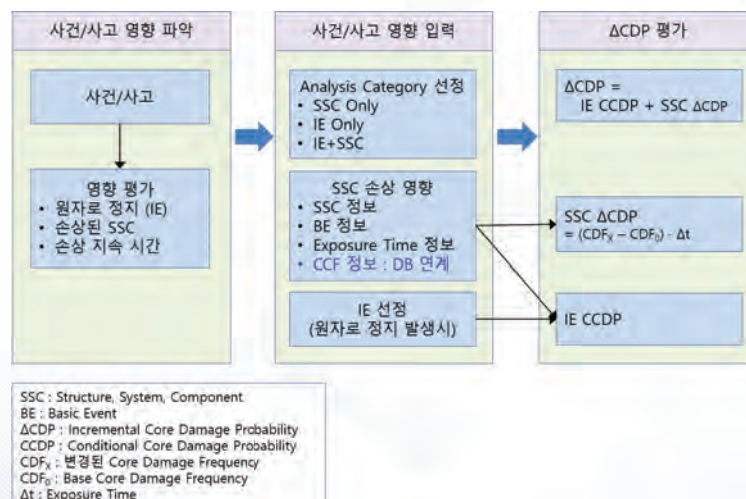 사건/사고 영향 파악
사건/사고
영향 평가
• 원자로 정지 (IE)
• 손상된 SSC
• 손상 지속 시간
사건/사고 영향 입력
Analysis Category 선정
• SSC Only
• IE Only
• IE+SSC
SSC 손상 영향
• SSC 정보
• BE 정보
• Exposure Time 정보
• CCF 정보 : DB 연계
IE 선정
(원자로 정지 발생시)
ΔCDP 평가
ΔCDP =
IE CCDP + SSC ΔCDP
SSC ΔCDP
= (CDFₓ – CDF₀) · Δt
IE CCDP
SSC : Structure, System, Component
BE : Basic Event
ΔCDP : Incremental Core Damage Probability
CCDP : Conditional Core Damage Probability
CDFₓ : 변경된 Core Damage Frequency
CDF₀ : Base Core Damage Frequency
Δt : Exposure Time